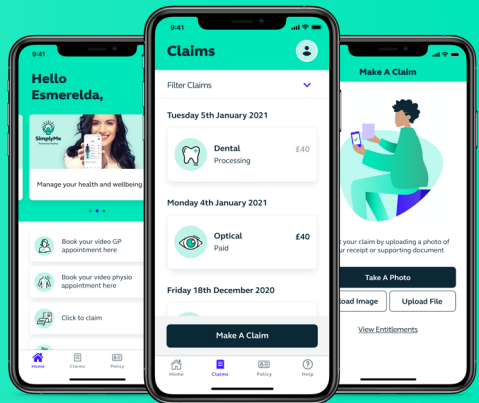 9:41
Hello
Esmerelda,
SimplyMe
Manage your health and wellbeing
Book your video GP
appointment here
Book your video physio
appointment here
Click to claim
Home
Claims
Policy
9:41
Claims
Filter Claims
Tuesday 5th January 2021
Dental
£40
Processing
Monday 4th January 2021
Optical
£40
Paid
Friday 18th December 2020
Make A Claim
Home
Claims
Policy
Help
Make A Claim
your claim by uploading a photo of
receipt or supporting document
Take A Photo
Image
Upload File
View Entitlements